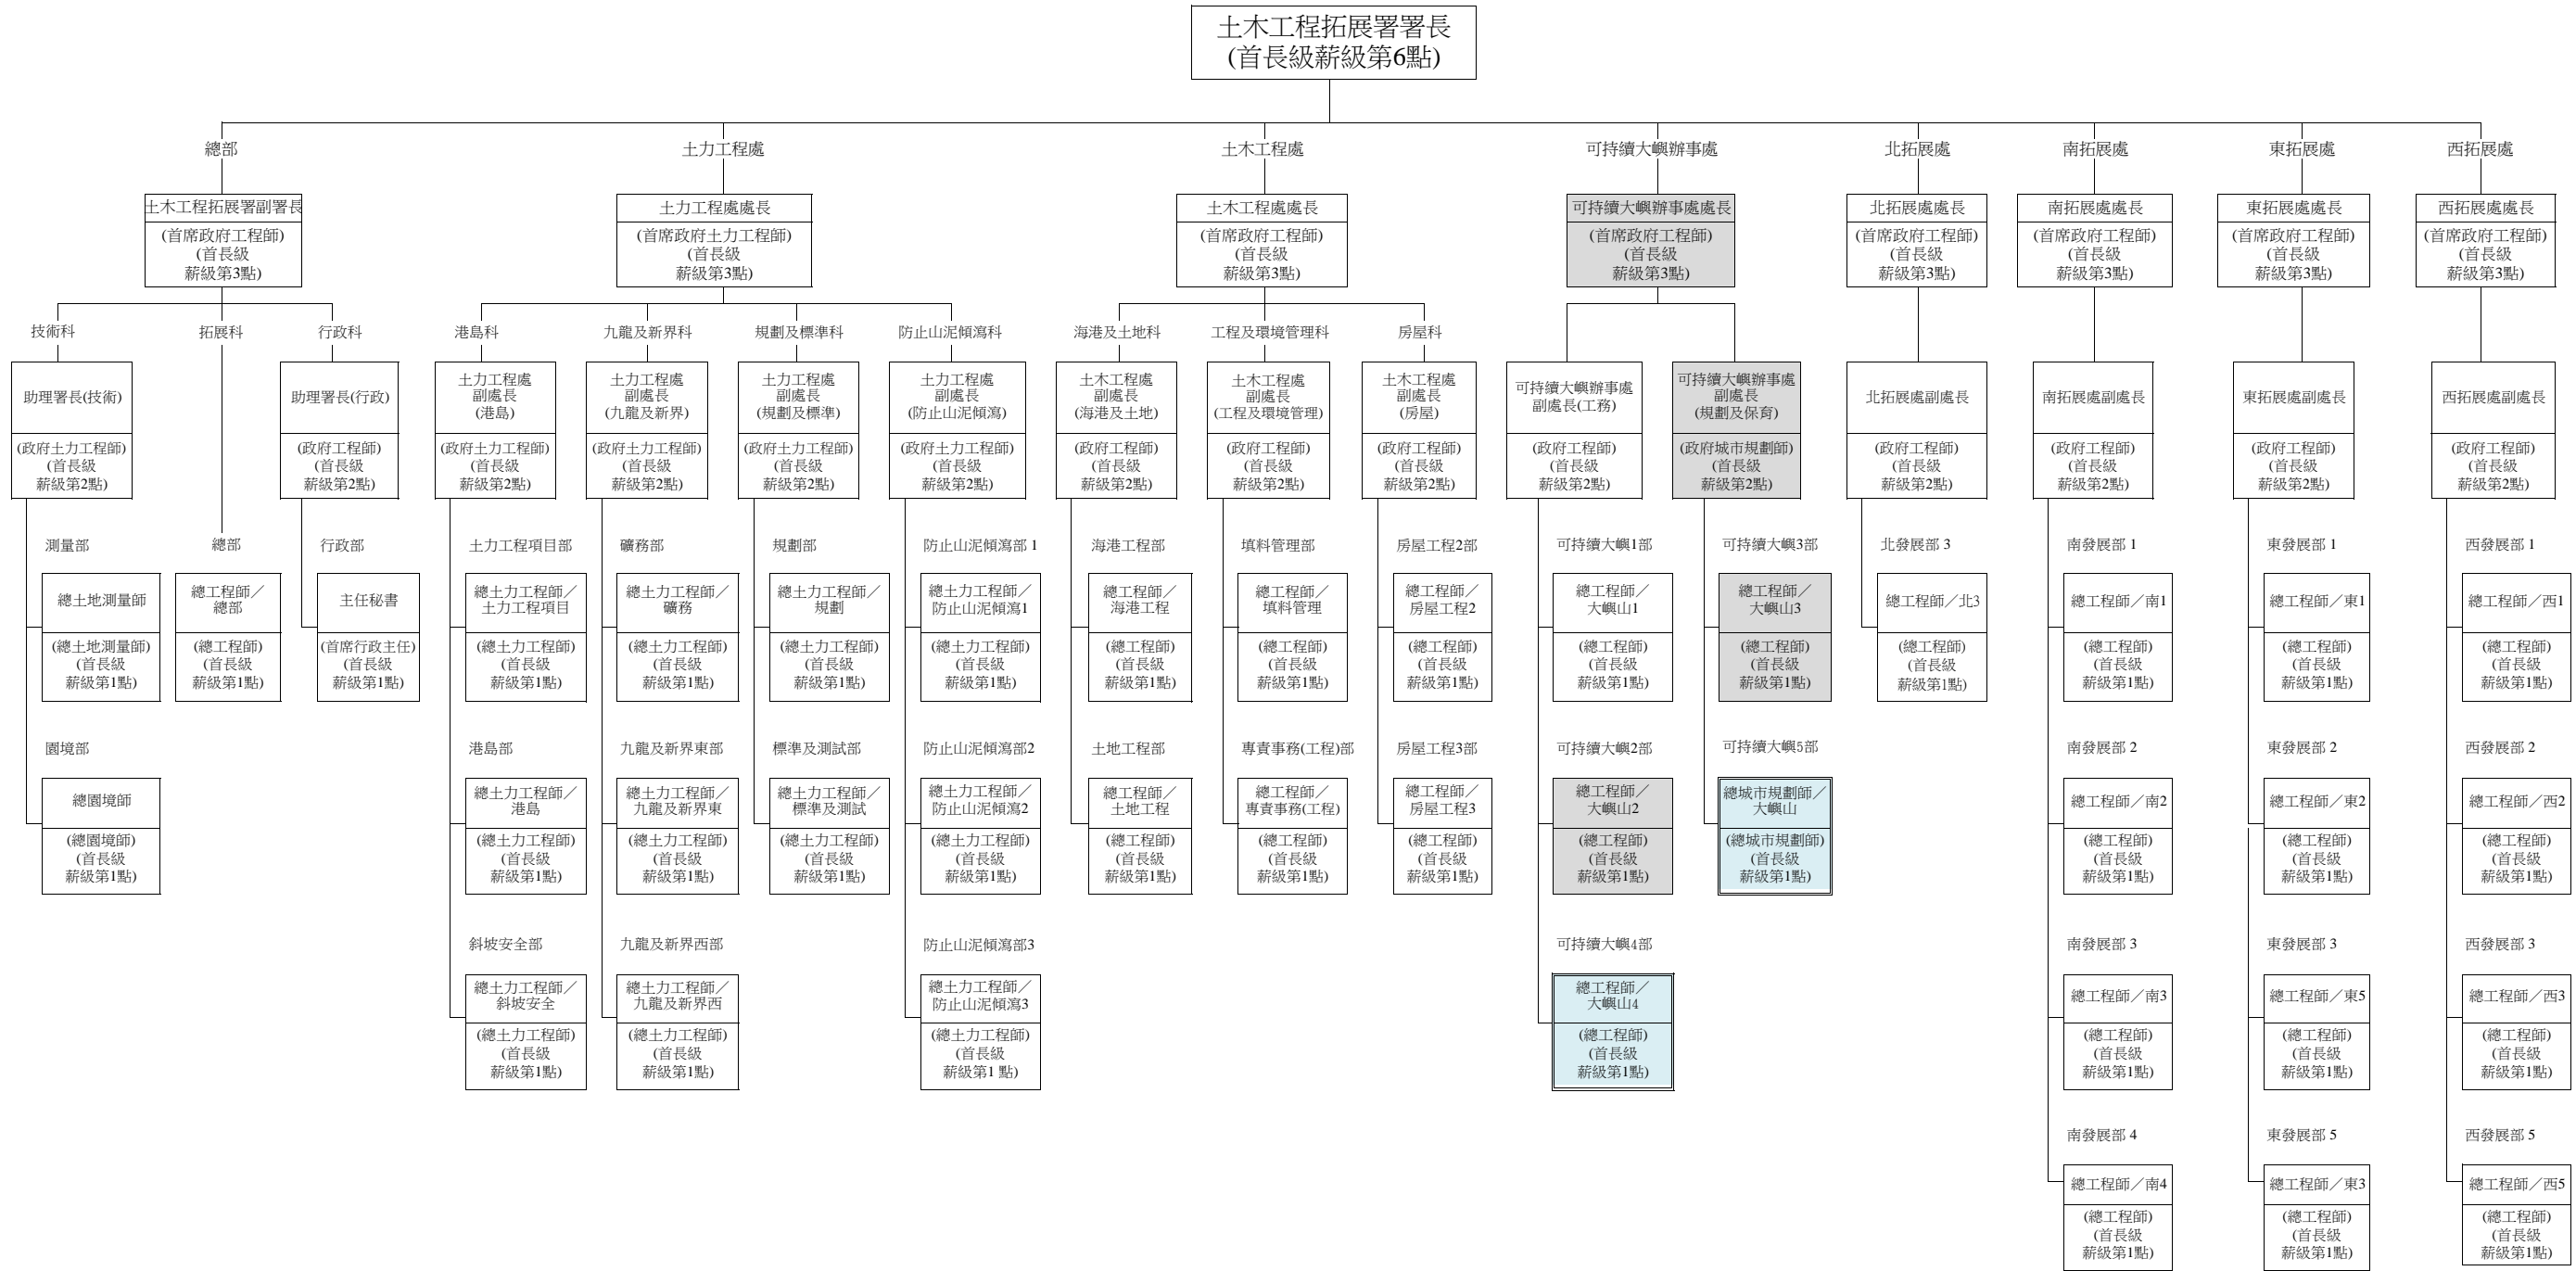 土木工程拓展署署長
(首長級薪級第6點)
總部
土力工程處
土木工程處
可持續大嶼辦事處
北拓展處
南拓展處
東拓展處
西拓展處
土木工程拓展署副署長
(首席政府工程師)
(首長級
薪級第3點)
土力工程處處長
(首席政府土力工程師)
(首長級
薪級第3點)
土木工程處處長
(首席政府工程師)
(首長級
薪級第3點)
可持續大嶼辦事處處長
(首席政府工程師)
(首長級
薪級第3點)
北拓展處處長
(首席政府工程師)
(首長級
薪級第3點)
南拓展處處長
(首席政府工程師)
(首長級
薪級第3點)
東拓展處處長
(首席政府工程師)
(首長級
薪級第3點)
西拓展處處長
(首席政府工程師)
(首長級
薪級第3點)
技術科
拓展科
行政科
港島科
九龍及新界科
規劃及標準科
防止山泥傾瀉科
海港及土地科
工程及環境管理科
房屋科
助理署長(技術)
(政府土力工程師)
(首長級
薪級第2點)
助理署長(行政)
(政府工程師)
(首長級
薪級第2點)
土力工程處
副處長
(港島)
(政府土力工程師)
(首長級
薪級第2點)
土力工程處
副處長
(九龍及新界)
(政府土力工程師)
(首長級
薪級第2點)
土力工程處
副處長
(規劃及標準)
(政府土力工程師)
(首長級
薪級第2點)
土力工程處
副處長
(防止山泥傾瀉)
(政府土力工程師)
(首長級
薪級第2點)
土木工程處
副處長
(海港及土地)
(政府工程師)
(首長級
薪級第2點)
土木工程處
副處長
(工程及環境管理)
(政府工程師)
(首長級
薪級第2點)
土木工程處
副處長
(房屋)
(政府工程師)
(首長級
薪級第2點)
可持續大嶼辦事處
副處長(工務)
(政府工程師)
(首長級
薪級第2點)
可持續大嶼辦事處
副處長
(規劃及保育)
(政府城市規劃師)
(首長級
薪級第2點)
北拓展處副處長
(政府工程師)
(首長級
薪級第2點)
南拓展處副處長
(政府工程師)
(首長級
薪級第2點)
東拓展處副處長
(政府工程師)
(首長級
薪級第2點)
西拓展處副處長
(政府工程師)
(首長級
薪級第2點)
測量部
總部
行政部
土力工程項目部
礦務部
規劃部
防止山泥傾瀉部 1
海港工程部
填料管理部
房屋工程2部
可持續大嶼1部
可持續大嶼3部
北發展部 3
南發展部 1
東發展部 1
西發展部 1
總土地測量師
(總土地測量師)
(首長級
薪級第1點)
總工程師／
總部
(總工程師)
(首長級
薪級第1點)
主任秘書
(首席行政主任)
(首長級
薪級第1點)
總土力工程師／
土力工程項目
(總土力工程師)
(首長級
薪級第1點)
總土力工程師／
礦務
(總土力工程師)
(首長級
薪級第1點)
總土力工程師／
規劃
(總土力工程師)
(首長級
薪級第1點)
總土力工程師／
防止山泥傾瀉1
(總土力工程師)
(首長級
薪級第1點)
總工程師／
海港工程
(總工程師)
(首長級
薪級第1點)
總工程師／
填料管理
(總工程師)
(首長級
薪級第1點)
總工程師／
房屋工程2
(總工程師)
(首長級
薪級第1點)
總工程師／
大嶼山1
(總工程師)
(首長級
薪級第1點)
總工程師／
大嶼山3
(總工程師)
(首長級
薪級第1點)
總工程師／北3
(總工程師)
(首長級
薪級第1點)
總工程師／南1
(總工程師)
(首長級
薪級第1點)
總工程師／東1
(總工程師)
(首長級
薪級第1點)
總工程師／西1
(總工程師)
(首長級
薪級第1點)
園境部
港島部
九龍及新界東部
標準及測試部
防止山泥傾瀉部2
土地工程部
專責事務(工程)部
房屋工程3部
可持續大嶼2部
可持續大嶼5部
南發展部 2
東發展部 2
西發展部 2
總園境師
(總園境師)
(首長級
薪級第1點)
總土力工程師／
港島
(總土力工程師)
(首長級
薪級第1點)
總土力工程師／
九龍及新界東
(總土力工程師)
(首長級
薪級第1點)
總土力工程師／
標準及測試
(總土力工程師)
(首長級
薪級第1點)
總土力工程師／
防止山泥傾瀉2
(總土力工程師)
(首長級
薪級第1點)
總工程師／
土地工程
(總工程師)
(首長級
薪級第1點)
總工程師／
專責事務(工程)
(總工程師)
(首長級
薪級第1點)
總工程師／
房屋工程3
(總工程師)
(首長級
薪級第1點)
總工程師／
大嶼山2
(總工程師)
(首長級
薪級第1點)
總城市規劃師／
大嶼山
(總城市規劃師)
(首長級
薪級第1點)
總工程師／南2
(總工程師)
(首長級
薪級第1點)
總工程師／東2
(總工程師)
(首長級
薪級第1點)
總工程師／西2
(總工程師)
(首長級
薪級第1點)
斜坡安全部
九龍及新界西部
防止山泥傾瀉部3
可持續大嶼4部
南發展部 3
東發展部 3
西發展部 3
總土力工程師／
斜坡安全
(總土力工程師)
(首長級
薪級第1點)
總土力工程師／
九龍及新界西
(總土力工程師)
(首長級
薪級第1點)
總土力工程師／
防止山泥傾瀉3
(總土力工程師)
(首長級
薪級第1 點)
總工程師／
大嶼山4
(總工程師)
(首長級
薪級第1點)
總工程師／南3
(總工程師)
(首長級
薪級第1點)
總工程師／東5
(總工程師)
(首長級
薪級第1點)
總工程師／西3
(總工程師)
(首長級
薪級第1點)
南發展部 4
東發展部 5
西發展部 5
總工程師／南4
(總工程師)
(首長級
薪級第1點)
總工程師／東3
(總工程師)
(首長級
薪級第1點)
總工程師／西5
(總工程師)
(首長級
薪級第1點)